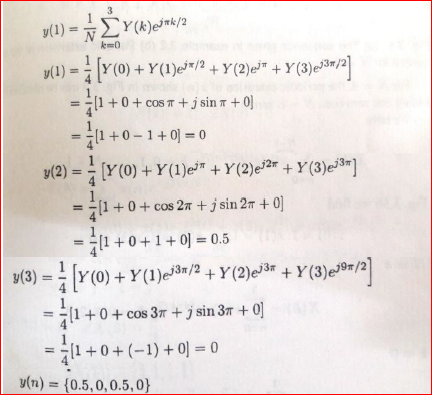 y(1) = 1/N ∑_{k=0}^{3} Y(k)e^{jπk/2}
y(1) = 1/4 [Y(0) + Y(1)e^{jπ/2} + Y(2)e^{jπ} + Y(3)e^{j3π/2}]
= 1/4 [1 + 0 + cos π + j sin π + 0]
= 1/4 [1 + 0 − 1 + 0] = 0
y(2) = 1/4 [Y(0) + Y(1)e^{jπ} + Y(2)e^{j2π} + Y(3)e^{j3π}]
= 1/4 [1 + 0 + cos 2π + j sin 2π + 0]
= 1/4 [1 + 0 + 1 + 0] = 0.5
y(3) = 1/4 [Y(0) + Y(1)e^{j3π/2} + Y(2)e^{j3π} + Y(3)e^{j9π/2}]
= 1/4 [1 + 0 + cos 3π + j sin 3π + 0]
= 1/4 [1 + 0 + (−1) + 0] = 0
y(n) = {0.5, 0, 0.5, 0}